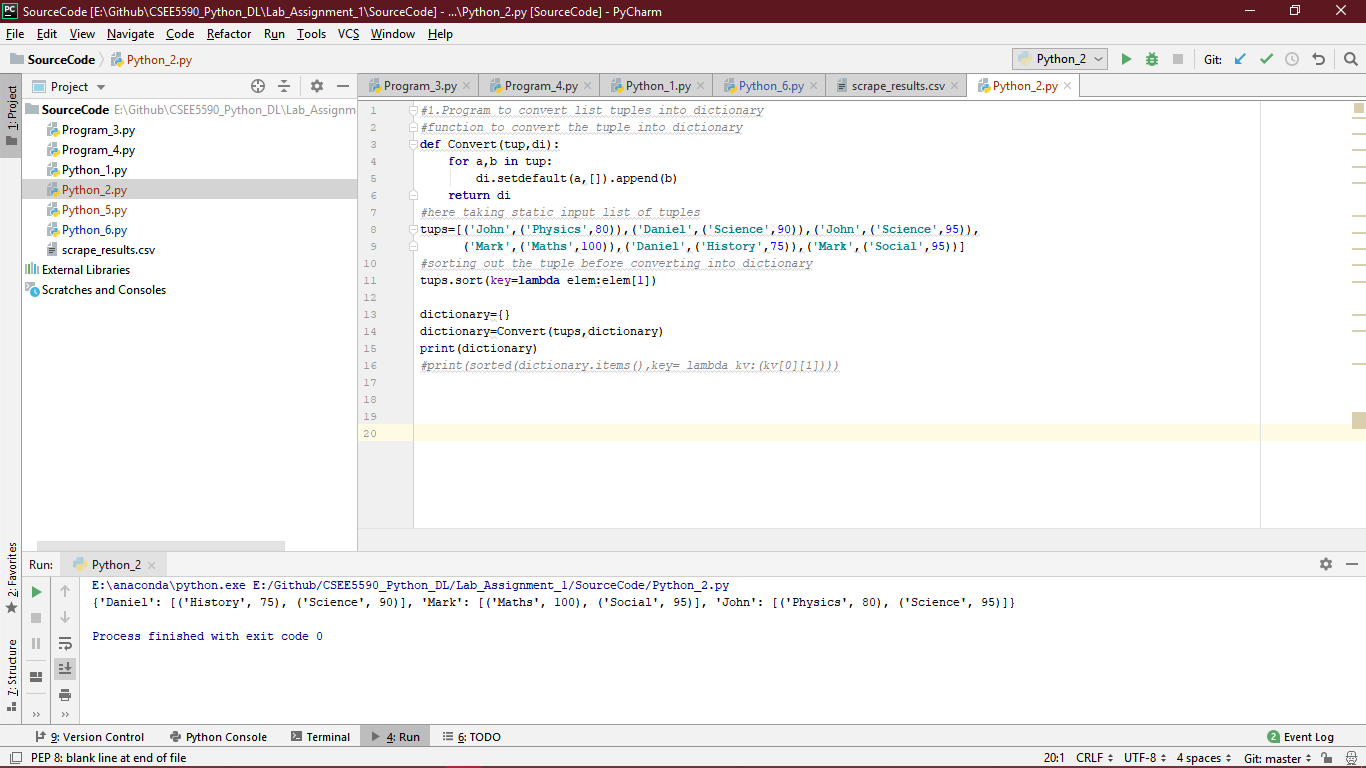 SourceCode [E:\Github\CSEE5590_Python_DL\Lab_Assignment_1\SourceCode] - ...\Python_2.py [SourceCode] - PyCharm
File Edit View Navigate Code Refactor Run Tools VCS Window Help
SourceCode Python_2.py Python_2 Git:
Project Program_3.py Program_4.py Python_1.py Python_6.py scrape_results.csv Python_2.py
1: Project
SourceCode E:\Github\CSEE5590_Python_DL\Lab_Assignm
Program_3.py
Program_4.py
Python_1.py
Python_2.py
Python_5.py
Python_6.py
scrape_results.csv
External Libraries
Scratches and Consoles
1 #1.Program to convert list tuples into dictionary
2 #function to convert the tuple into dictionary
3 def Convert(tup,di):
4 for a,b in tup:
5 di.setdefault(a,[]).append(b)
6 return di
7 #here taking static input list of tuples
8 tups=[('John',('Physics',80)),('Daniel',('Science',90)),('John',('Science',95)),
9 ('Mark',('Maths',100)),('Daniel',('History',75)),('Mark',('Social',95))]
10 #sorting out the tuple before converting into dictionary
11 tups.sort(key=lambda elem:elem[1])
12
13 dictionary={}
14 dictionary=Convert(tups,dictionary)
15 print(dictionary)
16 #print(sorted(dictionary.items(),key= lambda kv:(kv[0][1])))
17
18
19
20
2: Favorites
7: Structure
Run: Python_2
E:\anaconda\python.exe E:/Github/CSEE5590_Python_DL/Lab_Assignment_1/SourceCode/Python_2.py
{'Daniel': [('History', 75), ('Science', 90)], 'Mark': [('Maths', 100), ('Social', 95)], 'John': [('Physics', 80), ('Science', 95)]}
Process finished with exit code 0
9: Version Control Python Console Terminal 4: Run 6: TODO 2 Event Log
PEP 8: blank line at end of file 20:1 CRLF UTF-8 4 spaces Git: master